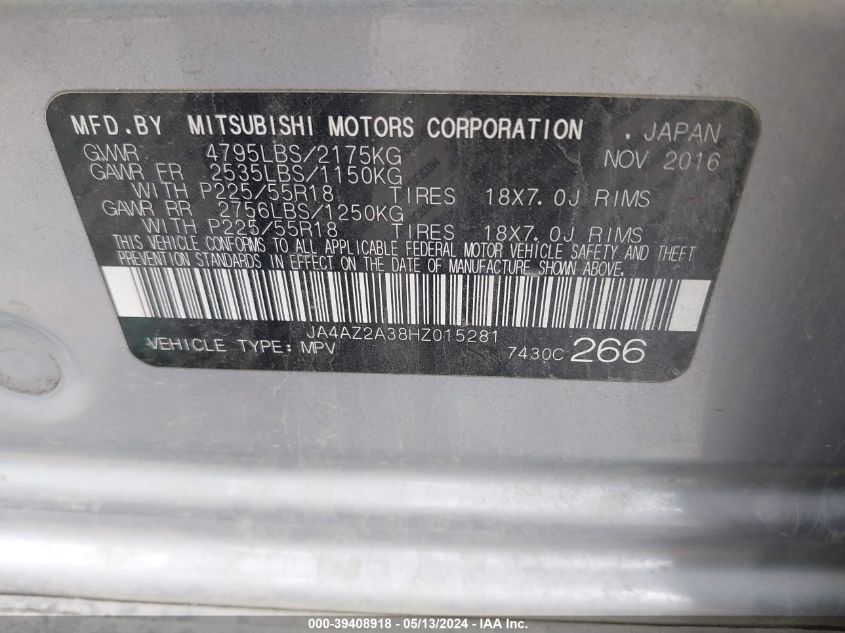 MFD.BY MITSUBISHI MOTORS CORPORATION . JAPAN
GVWR 4795LBS/2175KG NOV 2016
GAWR FR 2535LBS/1150KG
WITH P225/55R18 TIRES 18X7.0J RIMS
GAWR RR 2756LBS/1250KG
WITH P225/55R18 TIRES 18X7.0J RIMS
THIS VEHICLE CONFORMS TO ALL APPLICABLE FEDERAL MOTOR VEHICLE SAFETY AND THEFT
PREVENTION STANDARDS IN EFFECT ON THE DATE OF MANUFACTURE SHOWN ABOVE.
JA4AZ2A38HZ015281
VEHICLE TYPE: MPV 7430C 266
000-39408918 - 05/13/2024 - IAA Inc.